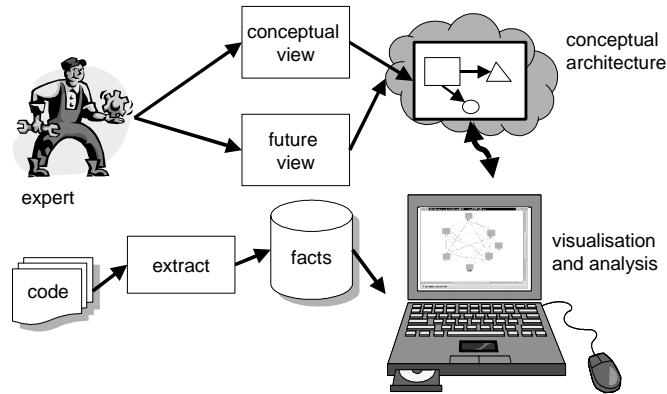 conceptual
view
conceptual
architecture
future
view
expert
code
extract
facts
visualisation
and analysis